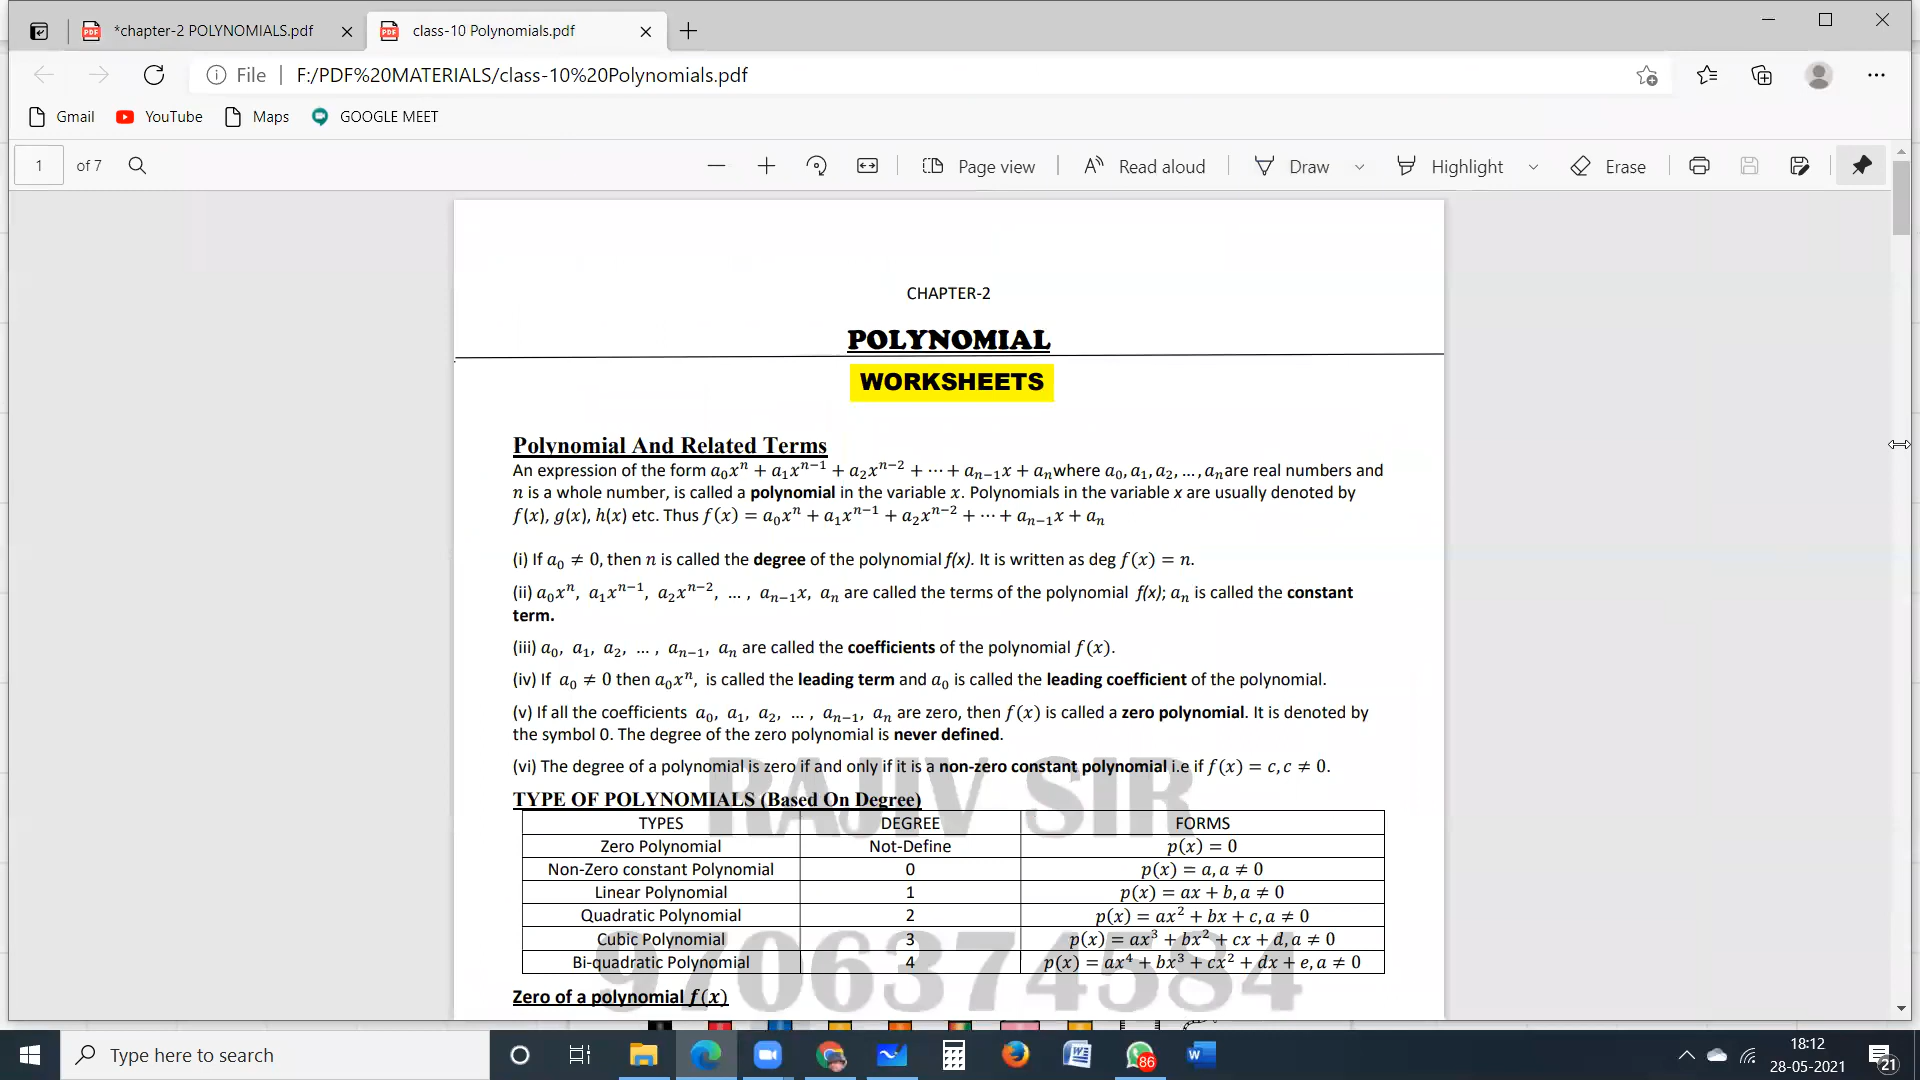 *chapter-2 POLYNOMIALS.pdf
class-10 Polynomials.pdf
File
F:/PDF%20MATERIALS/class-10%20Polynomials.pdf
Gmail YouTube Maps GOOGLE MEET
1 of 7 Page view Read aloud Draw Highlight Erase
CHAPTER-2
POLYNOMIAL
WORKSHEETS
Polynomial And Related Terms
An expression of the form a₀xⁿ + a₁xⁿ⁻¹ + a₂xⁿ⁻² + ⋯ + aₙ₋₁x + aₙwhere a₀, a₁, a₂, …, aₙare real numbers and
n is a whole number, is called a polynomial in the variable x. Polynomials in the variable x are usually denoted by
f(x), g(x), h(x) etc. Thus f(x) = a₀xⁿ + a₁xⁿ⁻¹ + a₂xⁿ⁻² + ⋯ + aₙ₋₁x + aₙ
(i) If a₀ ≠ 0, then n is called the degree of the polynomial f(x). It is written as deg f(x) = n.
(ii) a₀xⁿ, a₁xⁿ⁻¹, a₂xⁿ⁻², … , aₙ₋₁x, aₙ are called the terms of the polynomial f(x); aₙ is called the constant
term.
(iii) a₀, a₁, a₂, … , aₙ₋₁, aₙ are called the coefficients of the polynomial f(x).
(iv) If a₀ ≠ 0 then a₀xⁿ, is called the leading term and a₀ is called the leading coefficient of the polynomial.
(v) If all the coefficients a₀, a₁, a₂, … , aₙ₋₁, aₙ are zero, then f(x) is called a zero polynomial. It is denoted by
the symbol 0. The degree of the zero polynomial is never defined.
(vi) The degree of a polynomial is zero if and only if it is a non-zero constant polynomial i.e if f(x) = c, c ≠ 0.
RAJIV SIR
TYPE OF POLYNOMIALS (Based On Degree)
TYPES DEGREE FORMS
Zero Polynomial Not-Define p(x) = 0
Non-Zero constant Polynomial 0 p(x) = a, a ≠ 0
Linear Polynomial 1 p(x) = ax + b, a ≠ 0
Quadratic Polynomial 2 p(x) = ax² + bx + c, a ≠ 0
Cubic Polynomial 3 p(x) = ax³ + bx² + cx + d, a ≠ 0
Bi-quadratic Polynomial 4 p(x) = ax⁴ + bx³ + cx² + dx + e, a ≠ 0
9706374584
Zero of a polynomial f(x)
Type here to search
86
18:12
28-05-2021
21